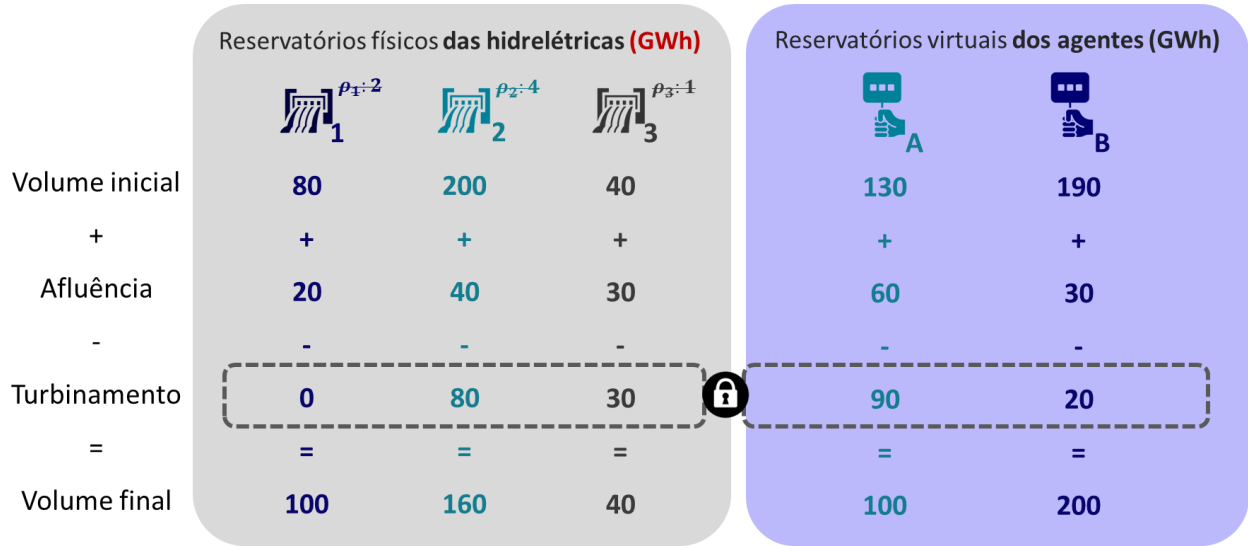 Reservatórios físicos das hidrelétricas (GWh)
Reservatórios virtuais dos agentes (GWh)
ρ₁: 2
ρ₂: 4
ρ₃: 1
1
2
3
A
B
Volume inicial 80 200 40 130 190
+ + + + + +
Afluência 20 40 30 60 30
- - - - - -
Turbinamento 0 80 30 90 20
= = = = = =
Volume final 100 160 40 100 200